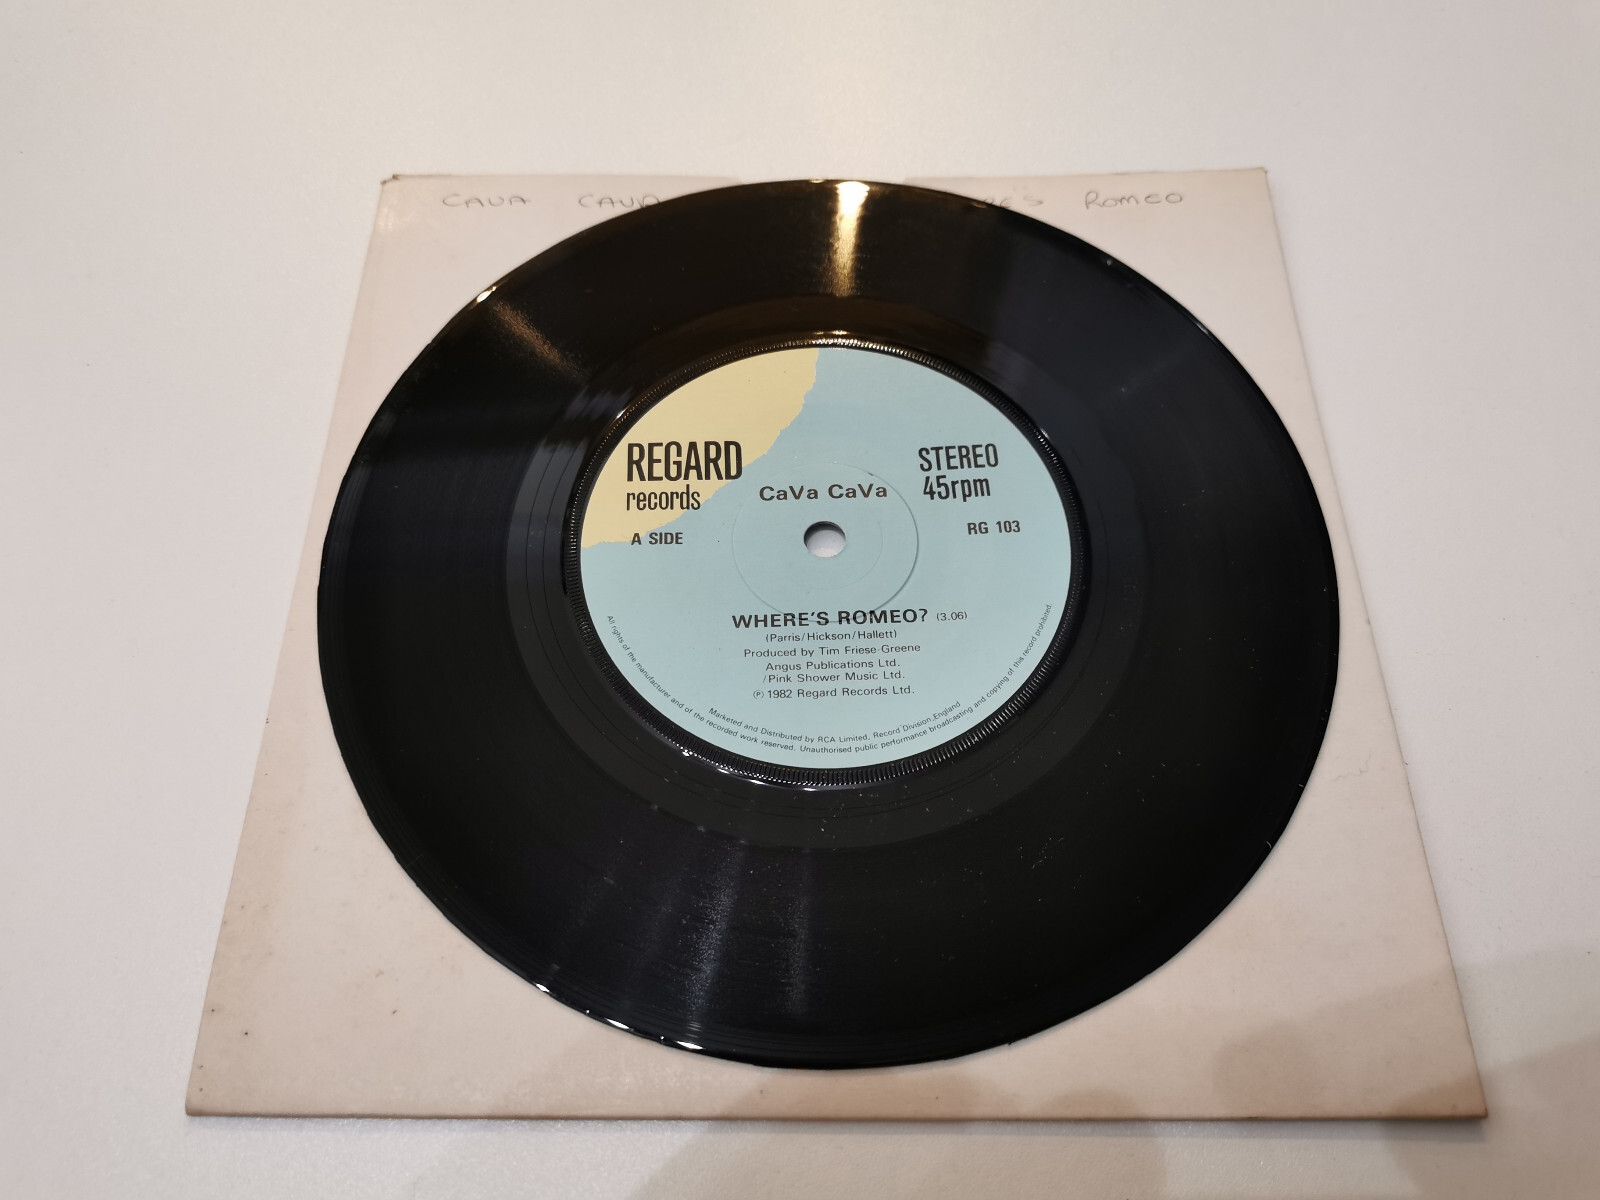 CAVA CAVA ROMEO
REGARD
records
STEREO
45rpm
CaVa CaVa
A SIDE
RG 103
WHERE'S ROMEO? (3.06)
(Parris/Hickson/Hallett)
Produced by Tim Friese-Greene
Angus Publications Ltd.
/Pink Shower Music Ltd.
℗ 1982 Regard Records Ltd.
Marketed and Distributed by RCA Limited, Record Division, England
All rights of the manufacturer and of the recorded work reserved. Unauthorised public performance broadcasting and copying of this record prohibited.